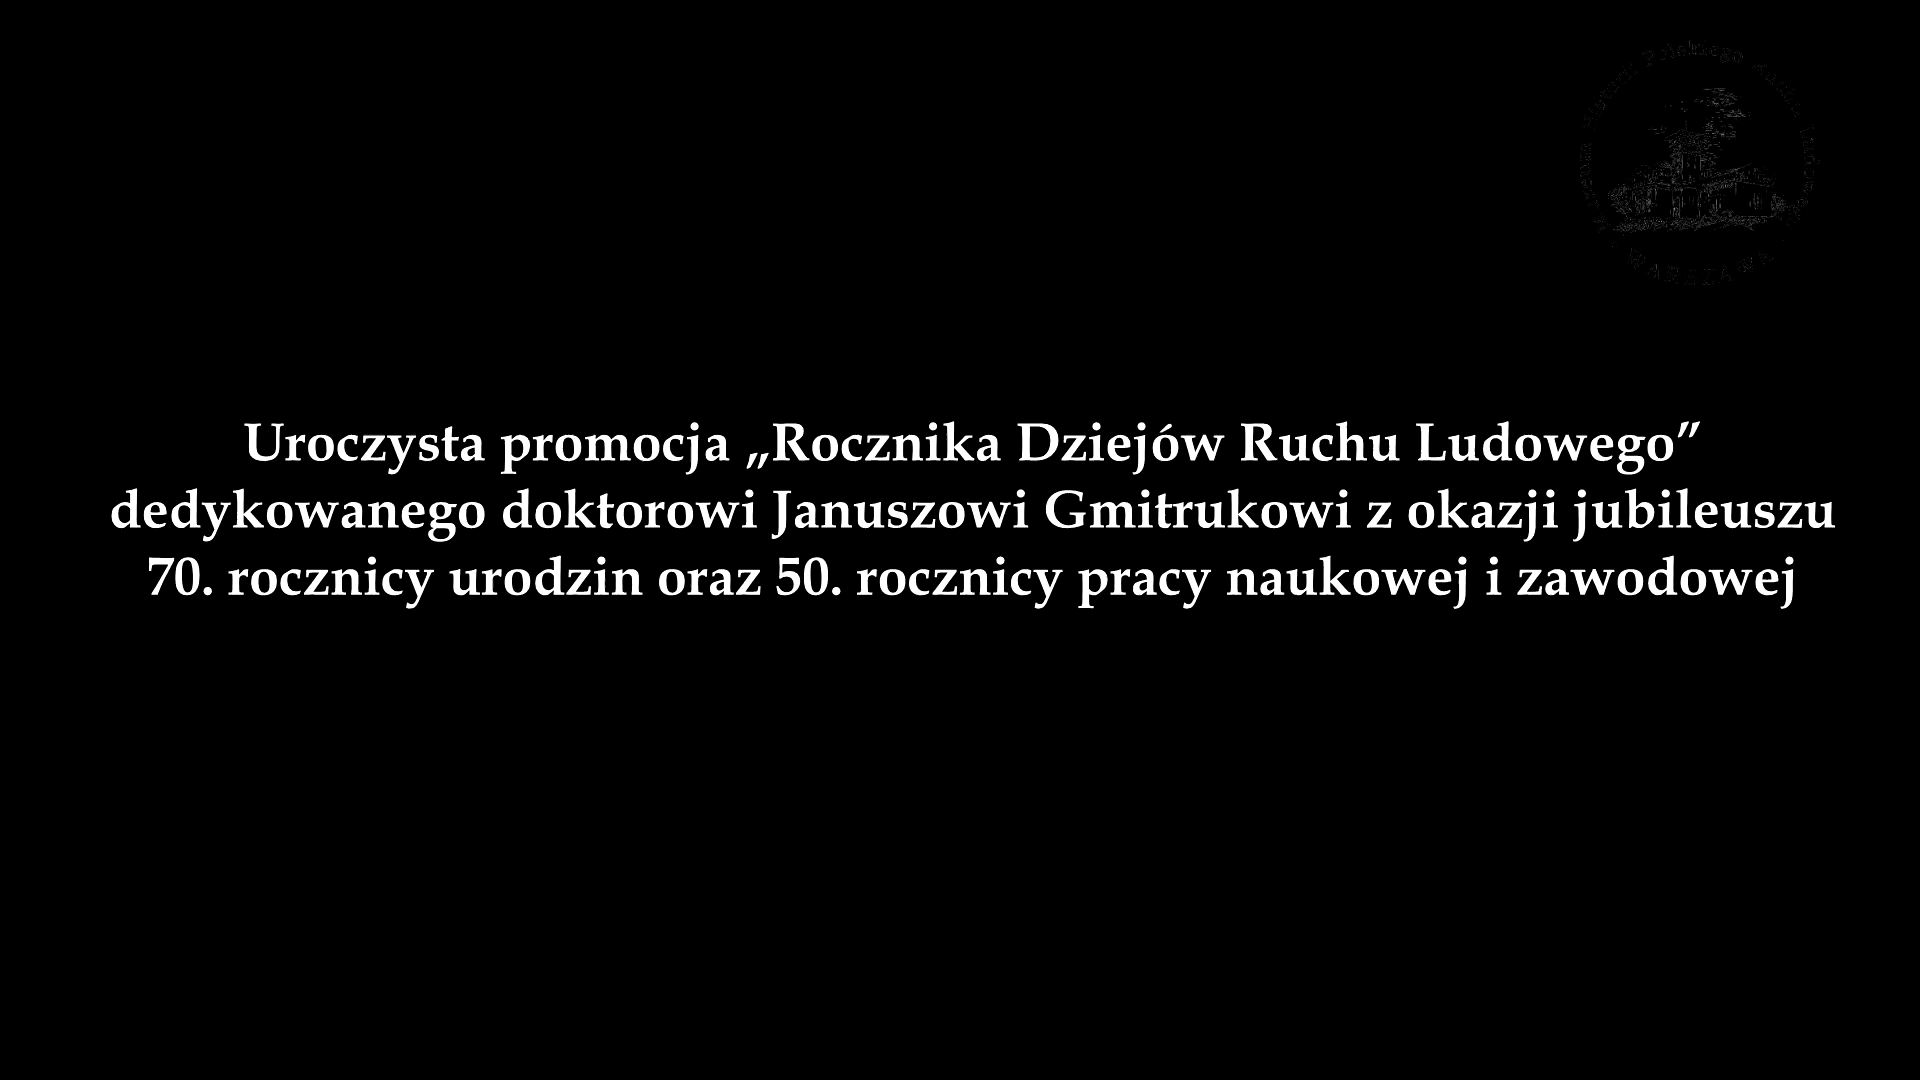 Uroczysta promocja „Rocznika Dziejów Ruchu Ludowego”
dedykowanego doktorowi Januszowi Gmitrukowi z okazji jubileuszu
70. rocznicy urodzin oraz 50. rocznicy pracy naukowej i zawodowej
WARSZAWA